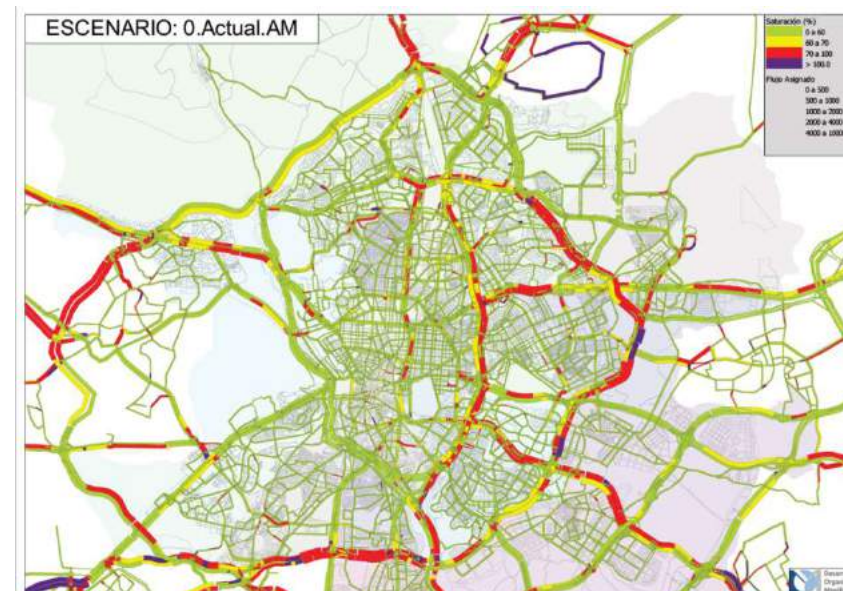 ESCENARIO: 0.Actual.AM
Saturación (%)
0 a 60
60 a 70
70 a 100
> 100.0
Flujo Asignado
0 a 500
500 a 1000
1000 a 2000
2000 a 4000
4000 a 1000